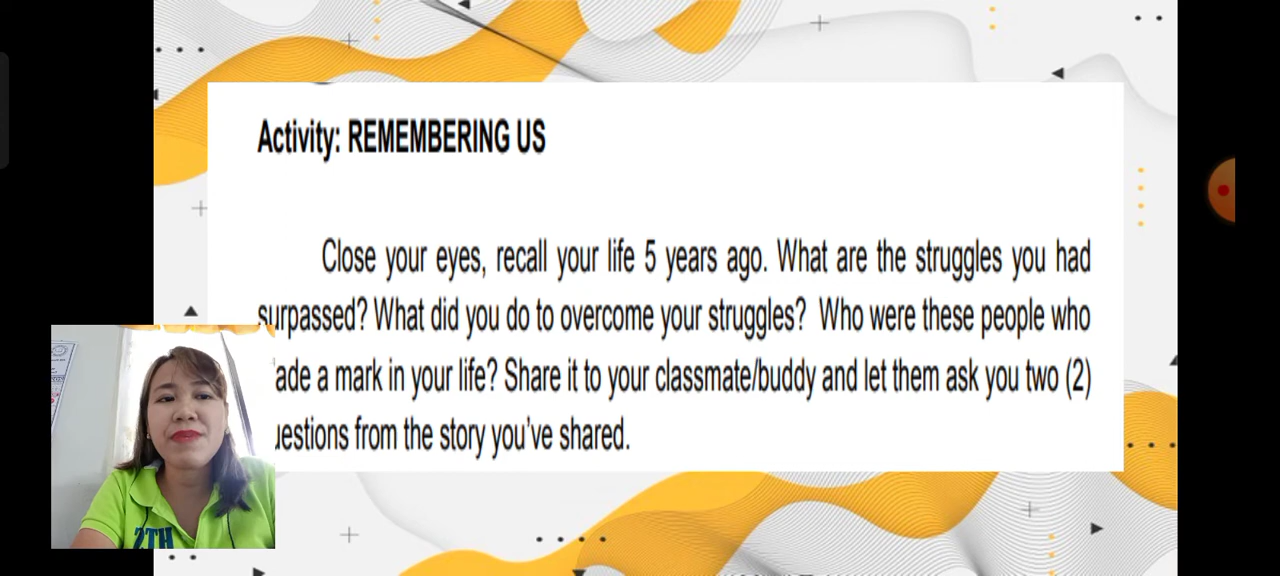 Activity: REMEMBERING US
Close your eyes, recall your life 5 years ago. What are the struggles you had
surpassed? What did you do to overcome your struggles? Who were these people who
ade a mark in your life? Share it to your classmate/buddy and let them ask you two (2)
uestions from the story you've shared.